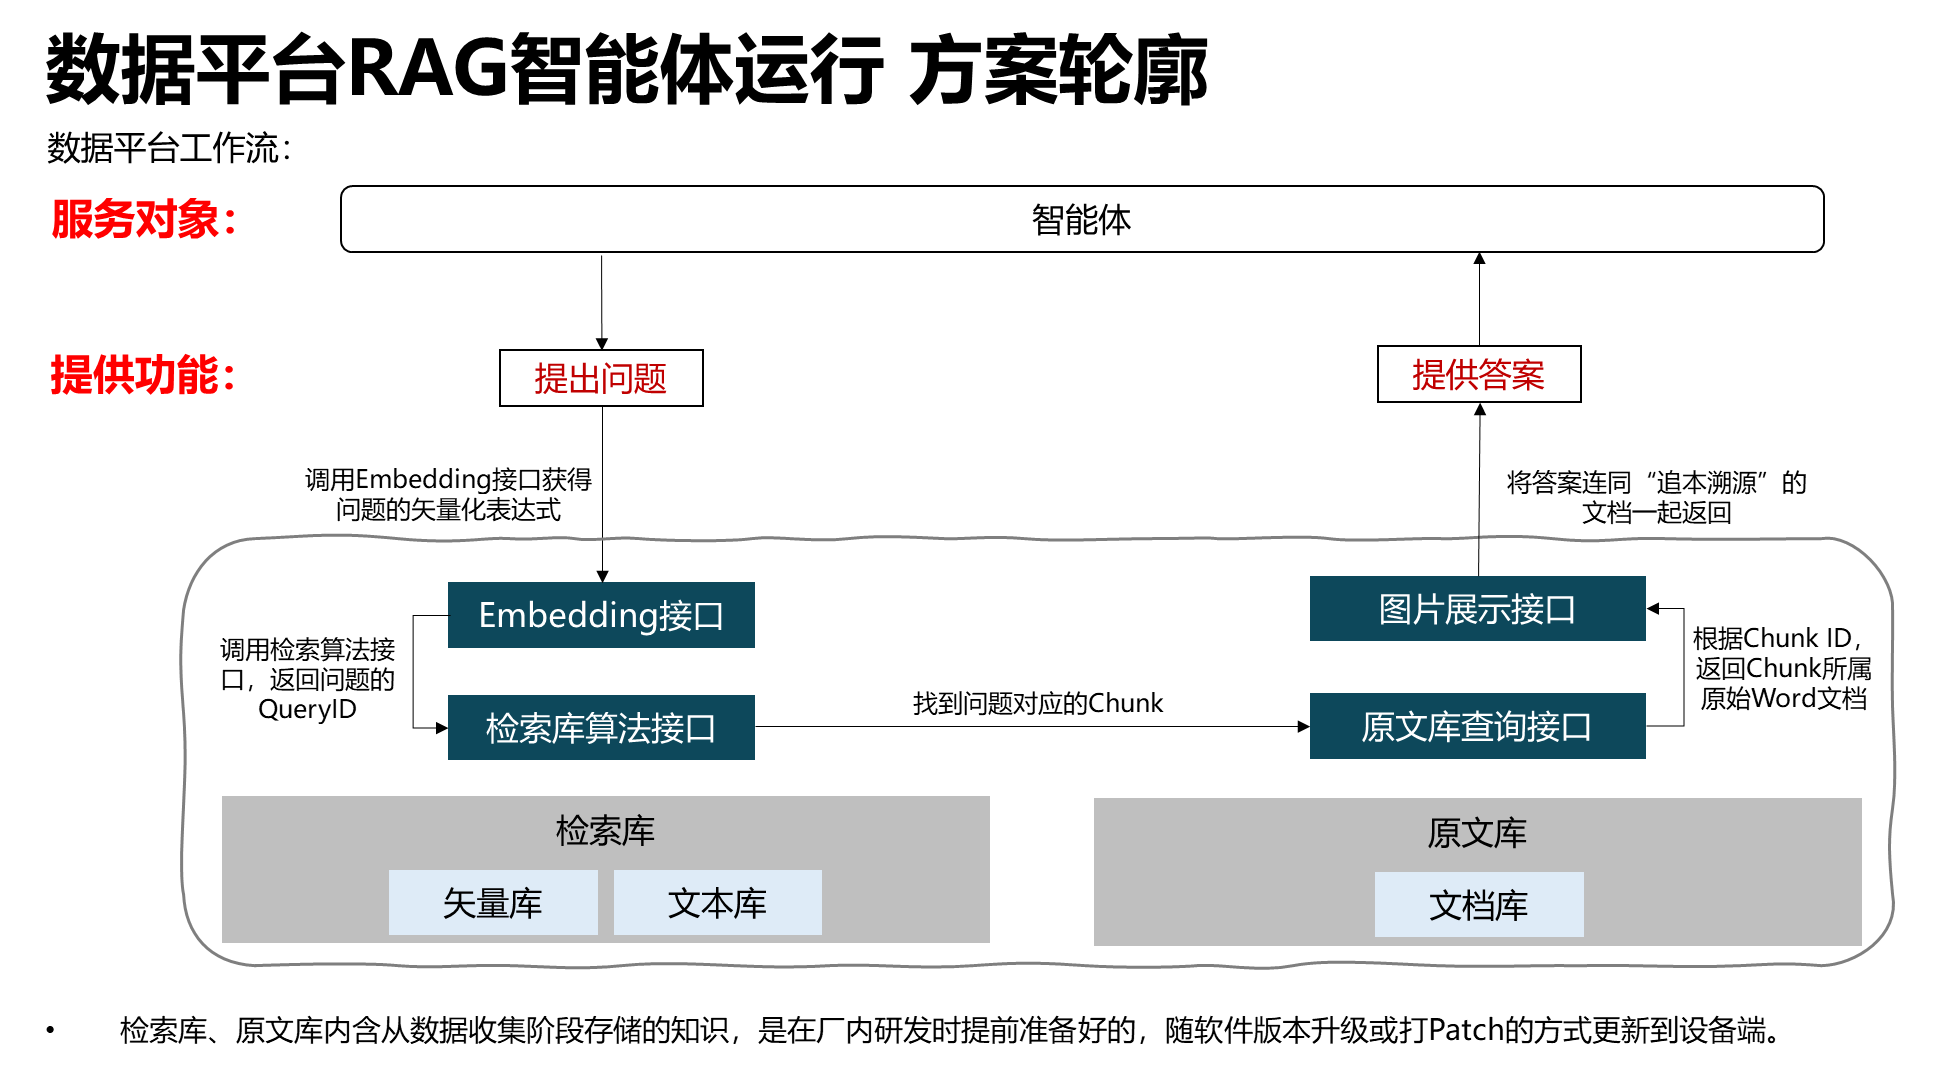 数据平台RAG智能体运行 方案轮廓
数据平台工作流：
服务对象：
智能体
提供功能：
提出问题
提供答案
调用Embedding接口获得
问题的矢量化表达式
将答案连同“追本溯源”的
文档一起返回
Embedding接口
图片展示接口
调用检索算法接
口，返回问题的
QueryID
根据Chunk ID，
返回Chunk所属
原始Word文档
检索库算法接口
找到问题对应的Chunk
原文库查询接口
检索库
矢量库
文本库
原文库
文档库
• 检索库、原文库内含从数据收集阶段存储的知识，是在厂内研发时提前准备好的，随软件版本升级或打Patch的方式更新到设备端。